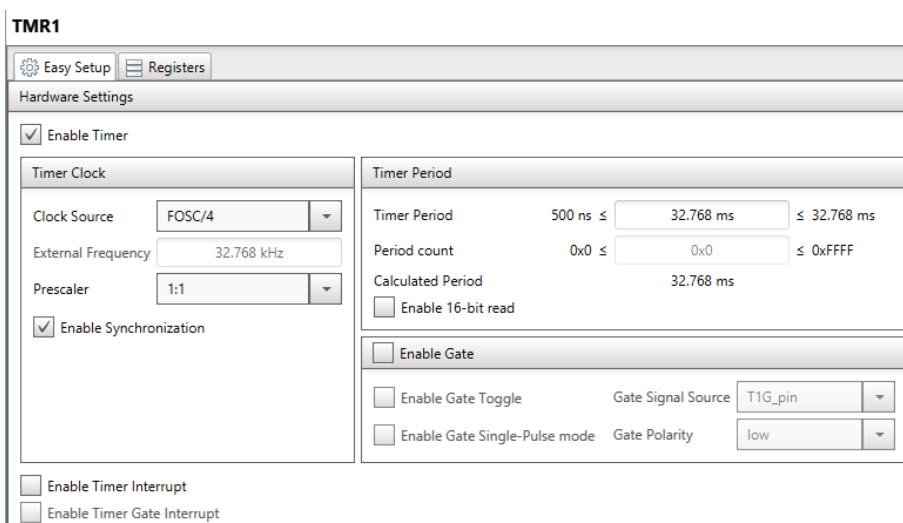 TMR1
Easy Setup Registers
Hardware Settings
Enable Timer
Timer Clock
Clock Source FOSC/4
External Frequency 32.768 kHz
Prescaler 1:1
Enable Synchronization
Timer Period
Timer Period 500 ns ≤ 32.768 ms ≤ 32.768 ms
Period count 0x0 ≤ 0x0 ≤ 0xFFFF
Calculated Period 32.768 ms
Enable 16-bit read
Enable Gate
Enable Gate Toggle Gate Signal Source T1G_pin
Enable Gate Single-Pulse mode Gate Polarity low
Enable Timer Interrupt
Enable Timer Gate Interrupt